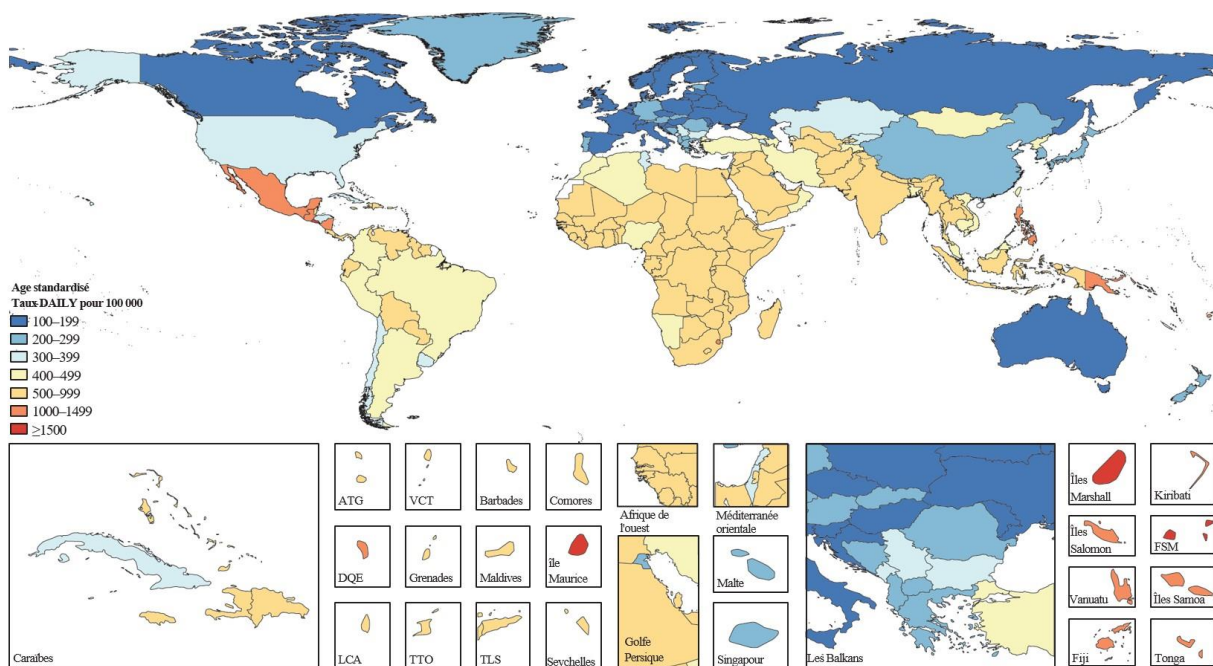 Age standardisé
Taux DAILY pour 100 000
100–199
200–299
300–399
400–499
500–999
1000–1499
≥1500
Caraïbes
ATG
VCT
Barbades
Comores
DQE
Grenades
Maldives
île
Maurice
LCA
TTO
TLS
Seychelles
Afrique de
l'ouest
Méditerranée
orientale
Golfe
Persique
Malte
Singapour
Les Balkans
Îles
Marshall
Kiribati
Îles
Salomon
FSM
Vanuatu
Îles Samoa
Fiji
Tonga